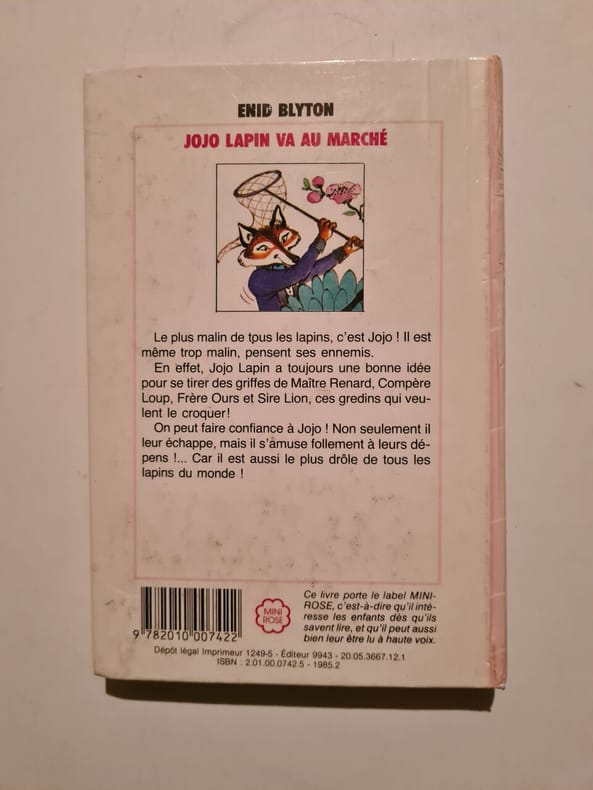 ENID BLYTON
JOJO LAPIN VA AU MARCHÉ
Le plus malin de tous les lapins, c'est Jojo ! Il est
même trop malin, pensent ses ennemis.
En effet, Jojo Lapin a toujours une bonne idée
pour se tirer des griffes de Maître Renard, Compère
Loup, Frère Ours et Sire Lion, ces gredins qui veu-
lent le croquer!
On peut faire confiance à Jojo ! Non seulement il
leur échappe, mais il s'amuse follement à leurs dé-
pens !... Car il est aussi le plus drôle de tous les
lapins du monde !
9 782010 007422
MINI
ROSE
Ce livre porte le label MINI-
ROSE, c'est-à-dire qu'il inté-
resse les enfants dès qu'ils
savent lire, et qu'il peut aussi
bien leur être lu à haute voix.
Dépôt légal Imprimeur 1249-5 - Éditeur 9943 - 20.05.3667.12.1
ISBN : 2.01.00.0742.5 - 1985.2